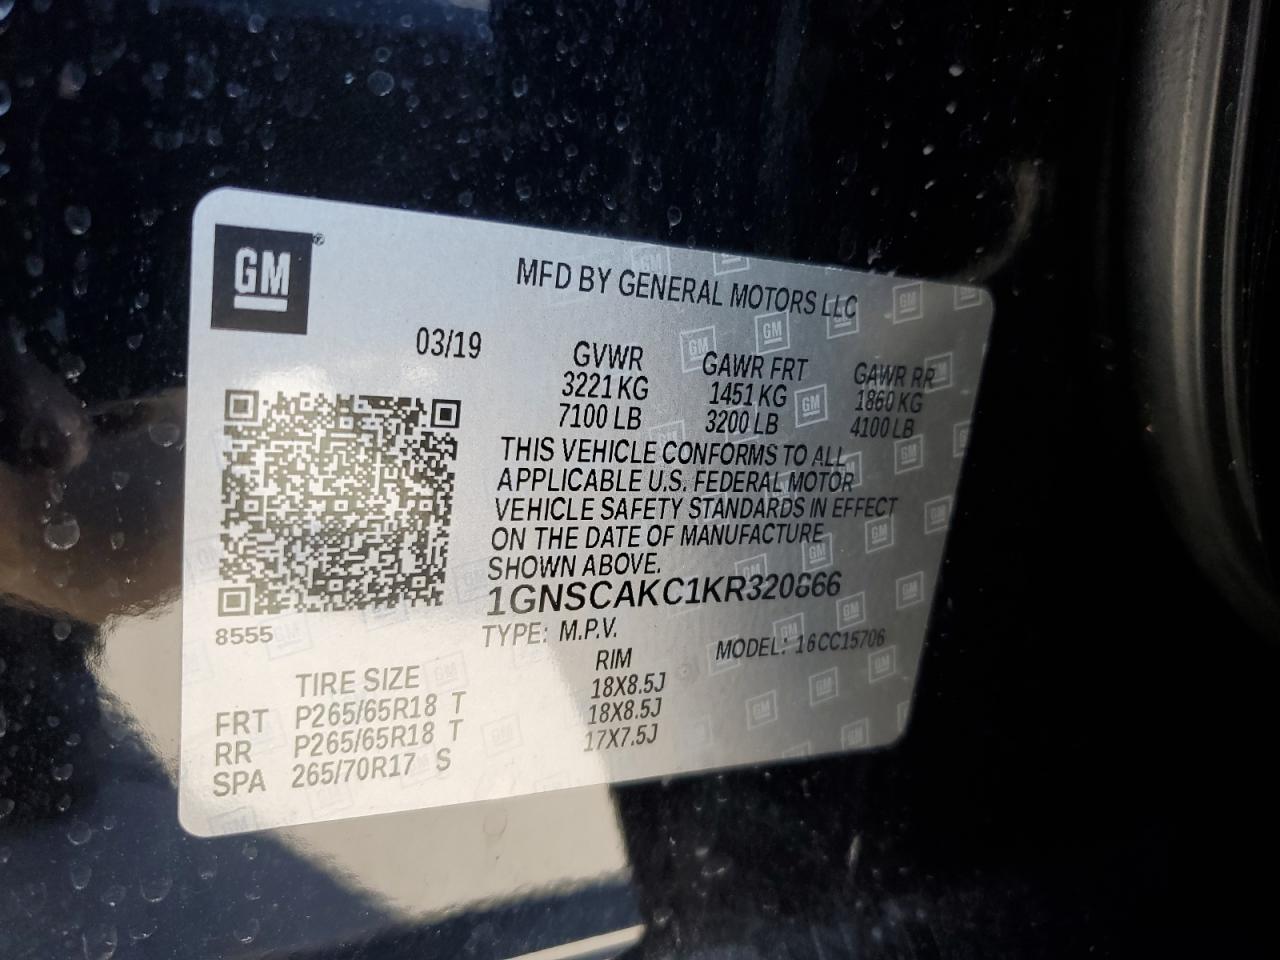 GM®
MFD BY GENERAL MOTORS LLC
03/19
GVWR GAWR FRT GAWR RR
3221 KG 1451 KG 1860 KG
7100 LB 3200 LB 4100 LB
THIS VEHICLE CONFORMS TO ALL
APPLICABLE U.S. FEDERAL MOTOR
VEHICLE SAFETY STANDARDS IN EFFECT
ON THE DATE OF MANUFACTURE
SHOWN ABOVE.
1GNSCAKC1KR320866
8555
TYPE: M.P.V. MODEL: 16 CC15706
TIRE SIZE RIM
FRT P265/65R18 T 18X8.5J
RR P265/65R18 T 18X8.5J
SPA 265/70R17 S 17X7.5J